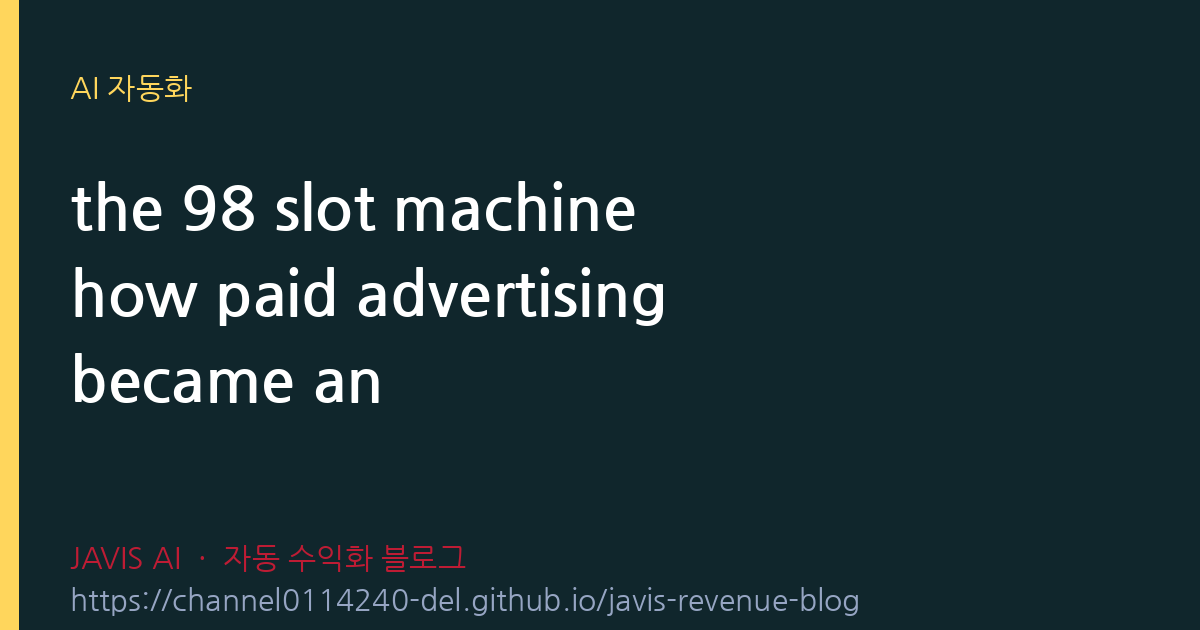 AI 자동화
the 98 slot machine
how paid advertising
became an
JAVIS AI · 자동 수익화 블로그
https://channel0114240-del.github.io/javis-revenue-blog